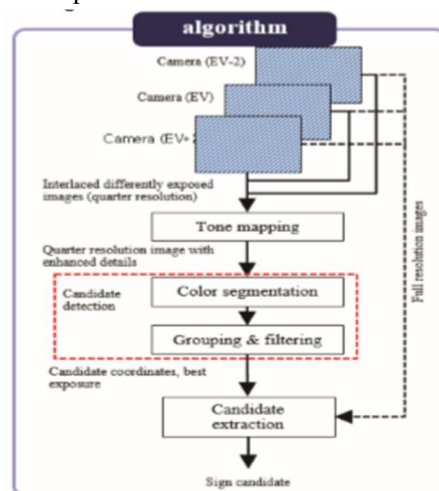 algorithm
Camera (EV-2)
Camera (EV)
Camera (EV+
Interlaced differently exposed
images (quarter resolution)
Tone mapping
Quarter resolution image with
enhanced details
Candidate
detection
Color segmentation
Grouping & filtering
Candidate coordinates, best
exposure
Candidate
extraction
Sign candidate
Full resolution images